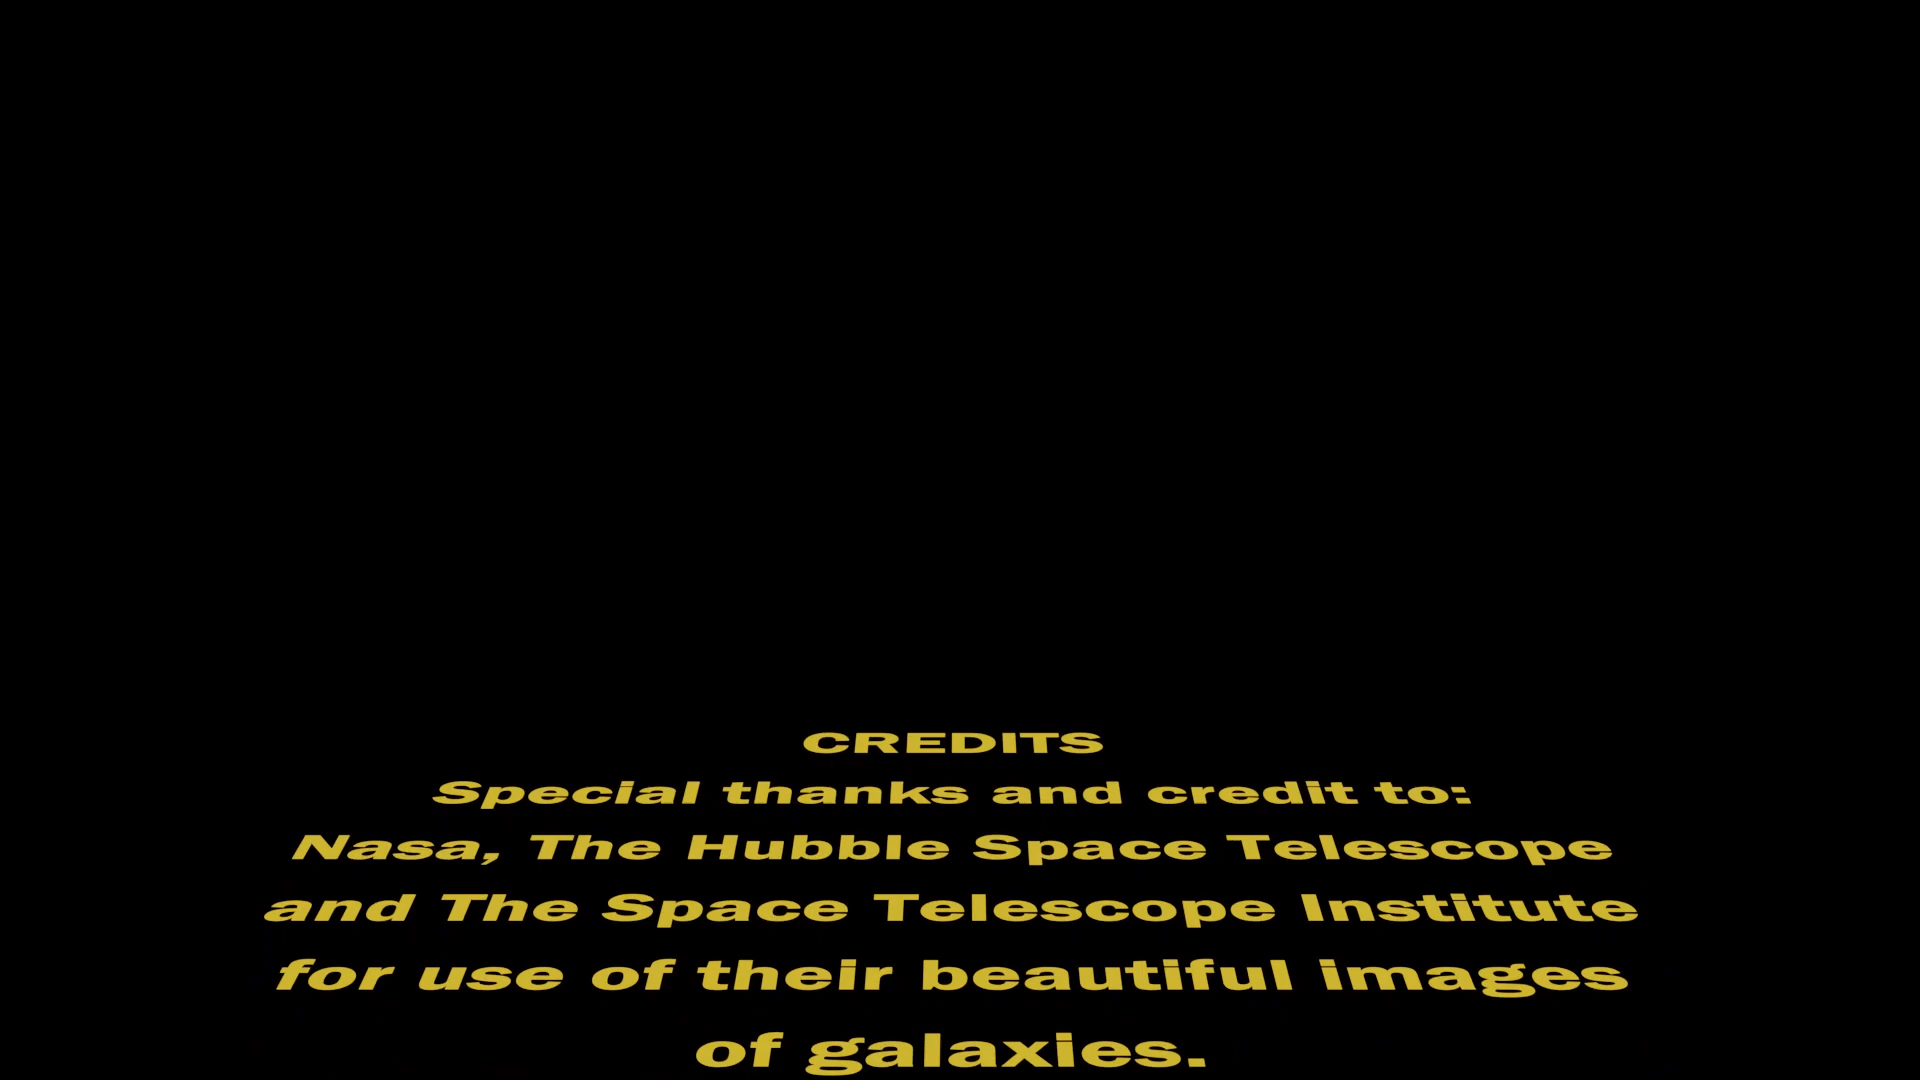 CREDITS
Special thanks and credit to:
Nasa, The Hubble Space Telescope
and The Space Telescope Institute
for use of their beautiful images
of galaxies.